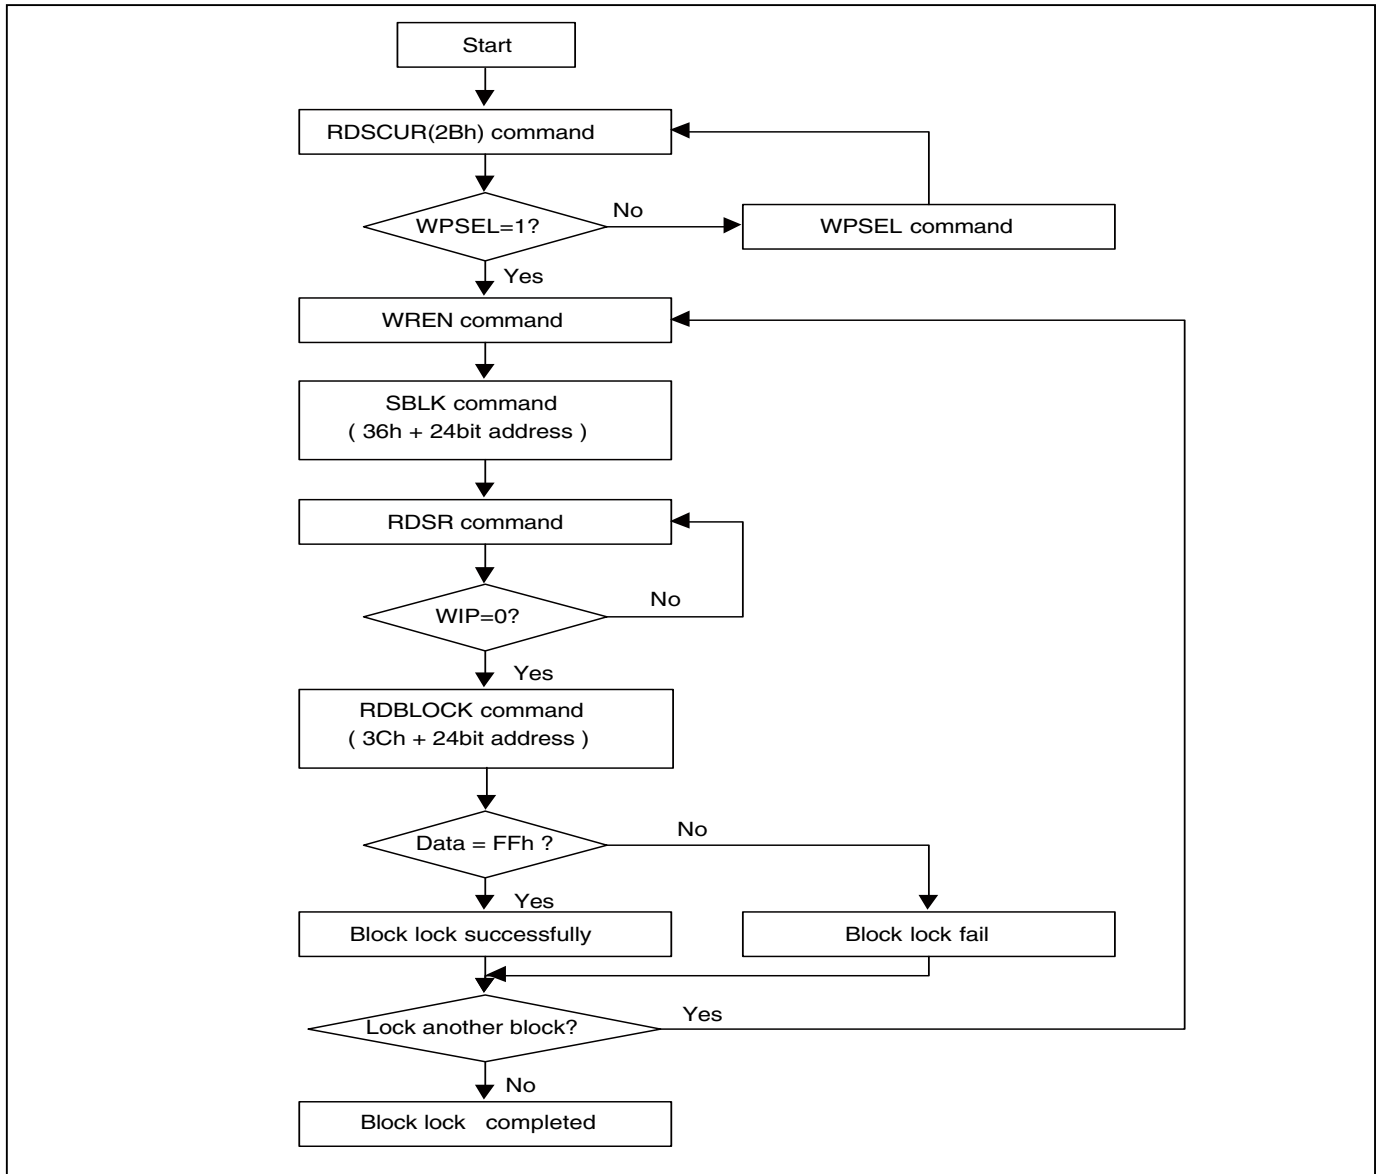 Start
RDSCUR(2Bh) command
WPSEL=1?
No
WPSEL command
Yes
WREN command
SBLK command
( 36h + 24bit address )
RDSR command
WIP=0?
No
Yes
RDBLOCK command
( 3Ch + 24bit address )
Data = FFh ?
No
Yes
Block lock successfully
Block lock fail
Lock another block?
Yes
No
Block lock completed